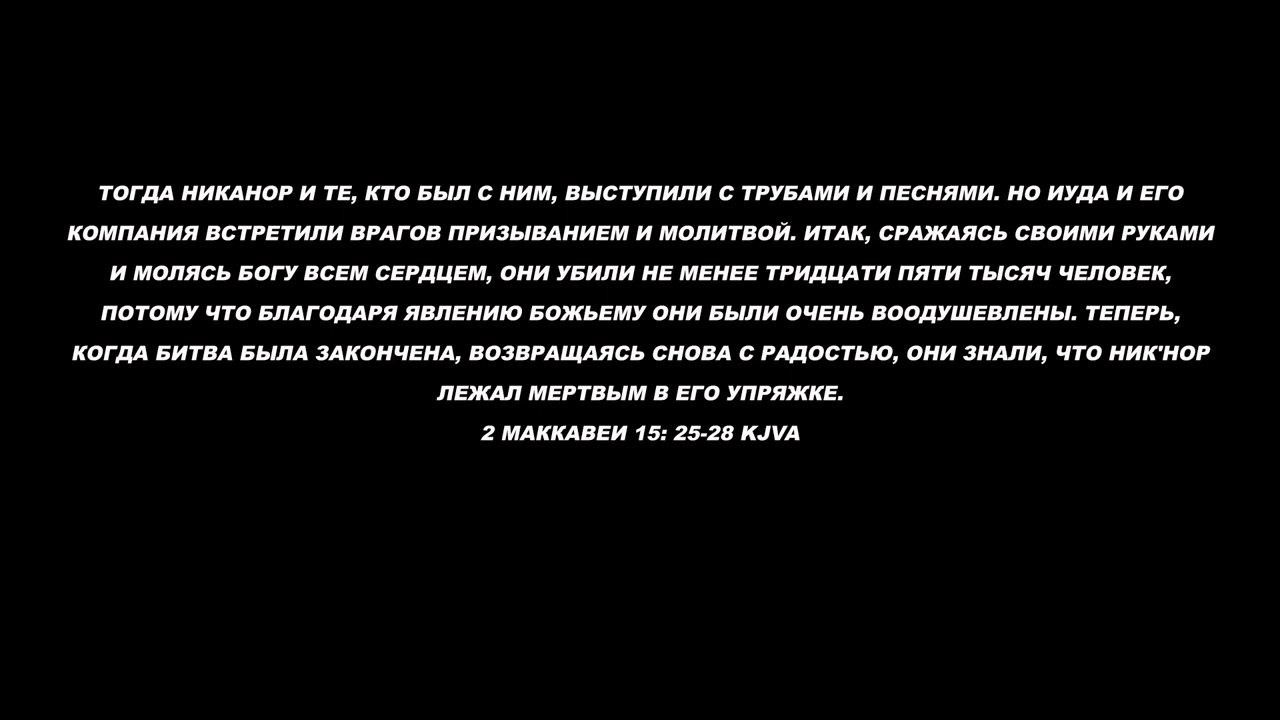 ТОГДА НИКАНОР И ТЕ, КТО БЫЛ С НИМ, ВЫСТУПИЛИ С ТРУБАМИ И ПЕСНЯМИ. НО ИУДА И ЕГО
КОМПАНИЯ ВСТРЕТИЛИ ВРАГОВ ПРИЗЫВАНИЕМ И МОЛИТВОЙ. ИТАК, СРАЖАЯСЬ СВОИМИ РУКАМИ
И МОЛЯСЬ БОГУ ВСЕМ СЕРДЦЕМ, ОНИ УБИЛИ НЕ МЕНЕЕ ТРИДЦАТИ ПЯТИ ТЫСЯЧ ЧЕЛОВЕК,
ПОТОМУ ЧТО БЛАГОДАРЯ ЯВЛЕНИЮ БОЖЬЕМУ ОНИ БЫЛИ ОЧЕНЬ ВООДУШЕВЛЕНЫ. ТЕПЕРЬ,
КОГДА БИТВА БЫЛА ЗАКОНЧЕНА, ВОЗВРАЩАЯСЬ СНОВА С РАДОСТЬЮ, ОНИ ЗНАЛИ, ЧТО НИК'НОР
ЛЕЖАЛ МЕРТВЫМ В ЕГО УПРЯЖКЕ.
2 МАККАВЕИ 15: 25-28 KJVA